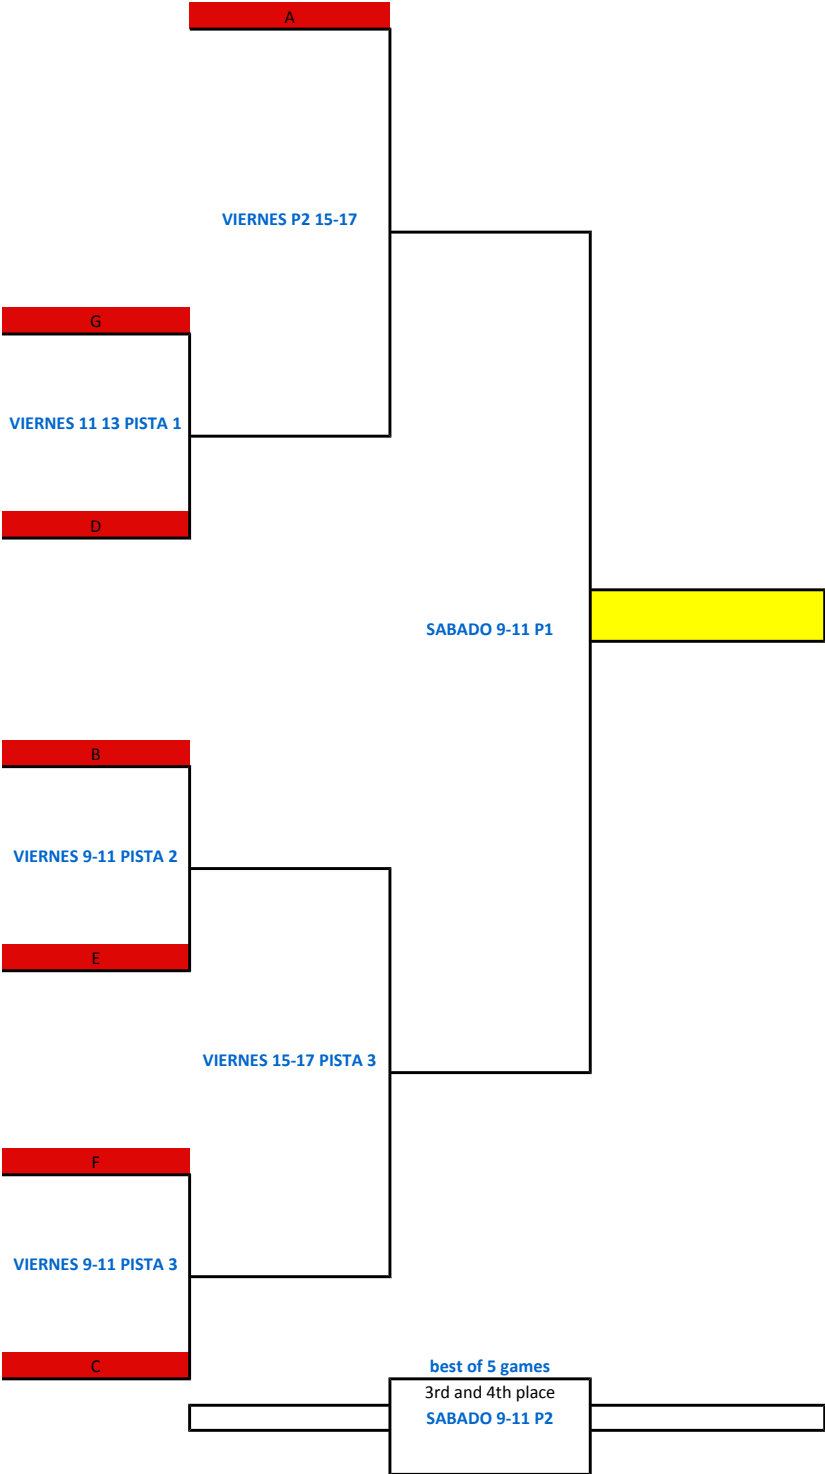 A
VIERNES P2 15-17
G
VIERNES 11 13 PISTA 1
D
SABADO 9-11 P1
B
VIERNES 9-11 PISTA 2
E
VIERNES 15-17 PISTA 3
F
VIERNES 9-11 PISTA 3
C
best of 5 games
3rd and 4th place
SABADO 9-11 P2